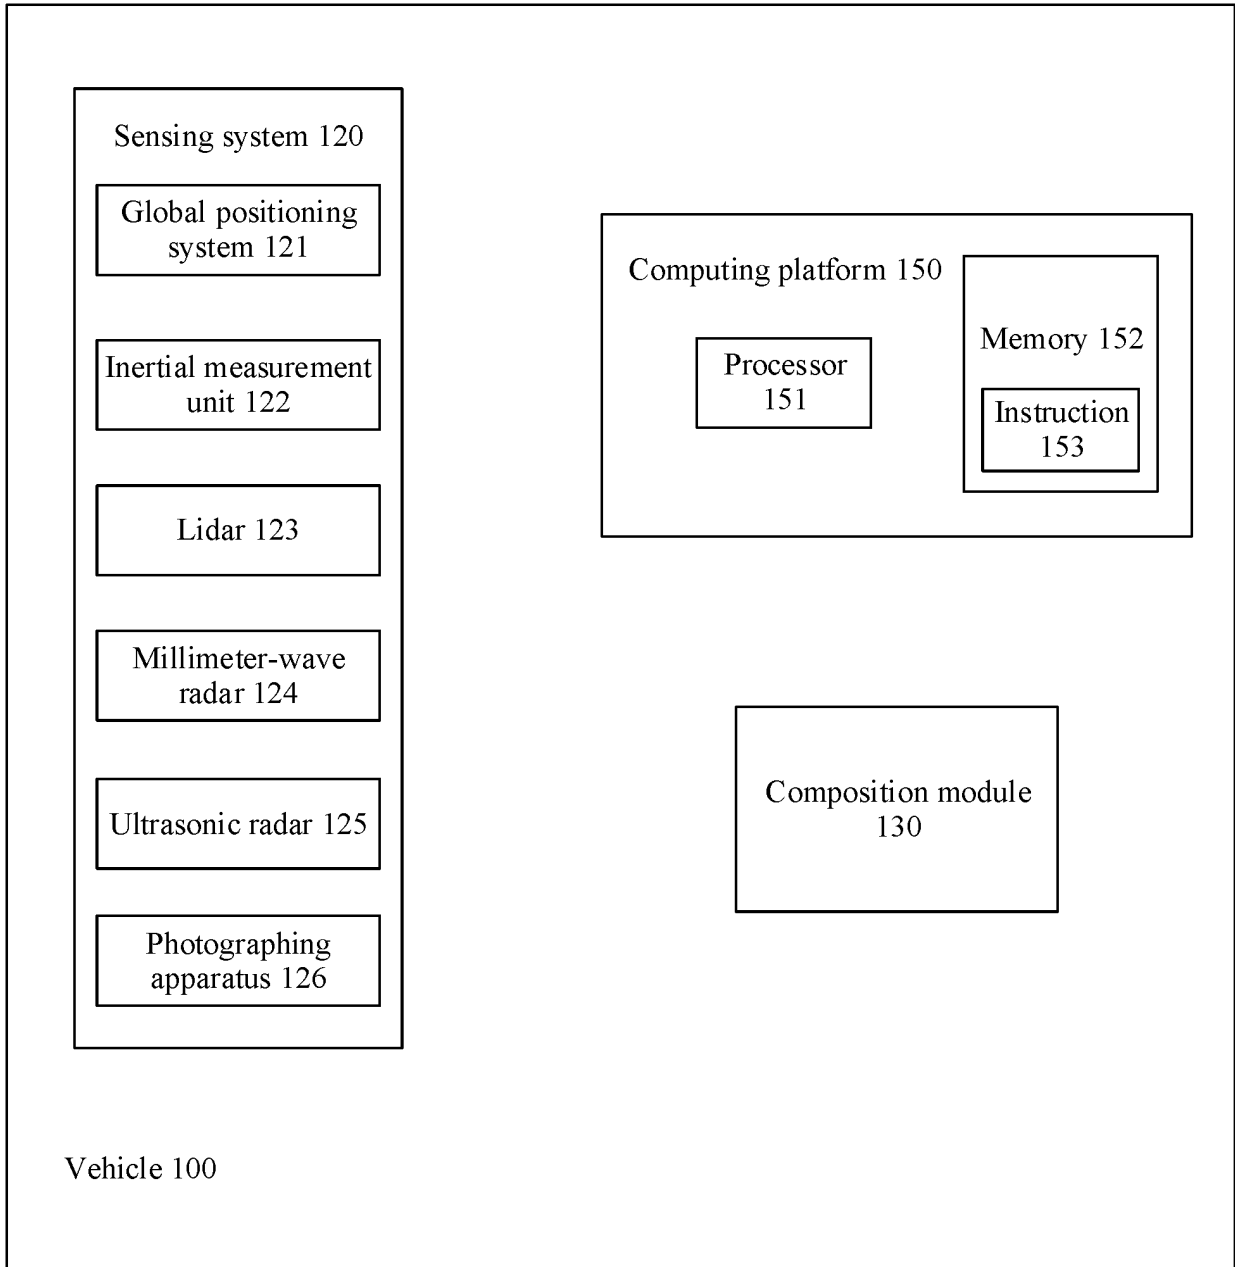 Sensing system 120
Global positioning
system 121
Inertial measurement
unit 122
Lidar 123
Millimeter-wave
radar 124
Ultrasonic radar 125
Photographing
apparatus 126
Computing platform 150
Processor
151
Memory 152
Instruction
153
Composition module
130
Vehicle 100